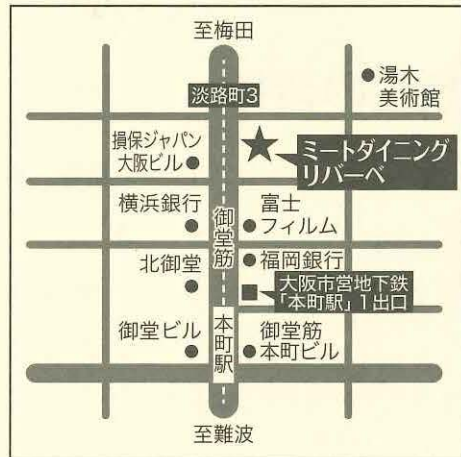 至梅田
淡路町3
湯木
美術館
損保ジャパン
大阪ビル
ミートダイニング
リバーベ
横浜銀行
御堂筋
富士
フィルム
北御堂
福岡銀行
大阪市営地下鉄
「本町駅」1出口
御堂ビル
本町駅
御堂筋
本町ビル
至難波